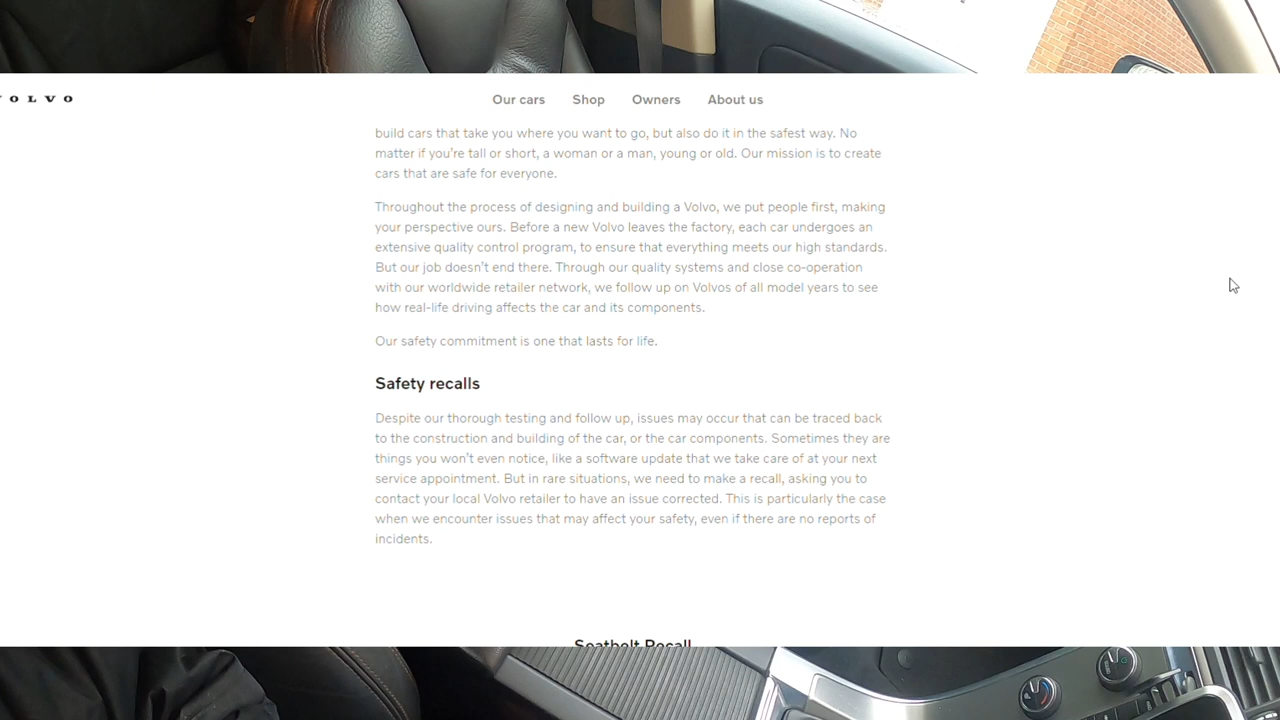 VOLVO
Our cars Shop Owners About us
build cars that take you where you want to go, but also do it in the safest way. No
matter if you're tall or short, a woman or a man, young or old. Our mission is to create
cars that are safe for everyone.
Throughout the process of designing and building a Volvo, we put people first, making
your perspective ours. Before a new Volvo leaves the factory, each car undergoes an
extensive quality control program, to ensure that everything meets our high standards.
But our job doesn't end there. Through our quality systems and close co-operation
with our worldwide retailer network, we follow up on Volvos of all model years to see
how real-life driving affects the car and its components.
Our safety commitment is one that lasts for life.
Safety recalls
Despite our thorough testing and follow up, issues may occur that can be traced back
to the construction and building of the car, or the car components. Sometimes they are
things you won't even notice, like a software update that we take care of at your next
service appointment. But in rare situations, we need to make a recall, asking you to
contact your local Volvo retailer to have an issue corrected. This is particularly the case
when we encounter issues that may affect your safety, even if there are no reports of
incidents.
Seatbelt Recall